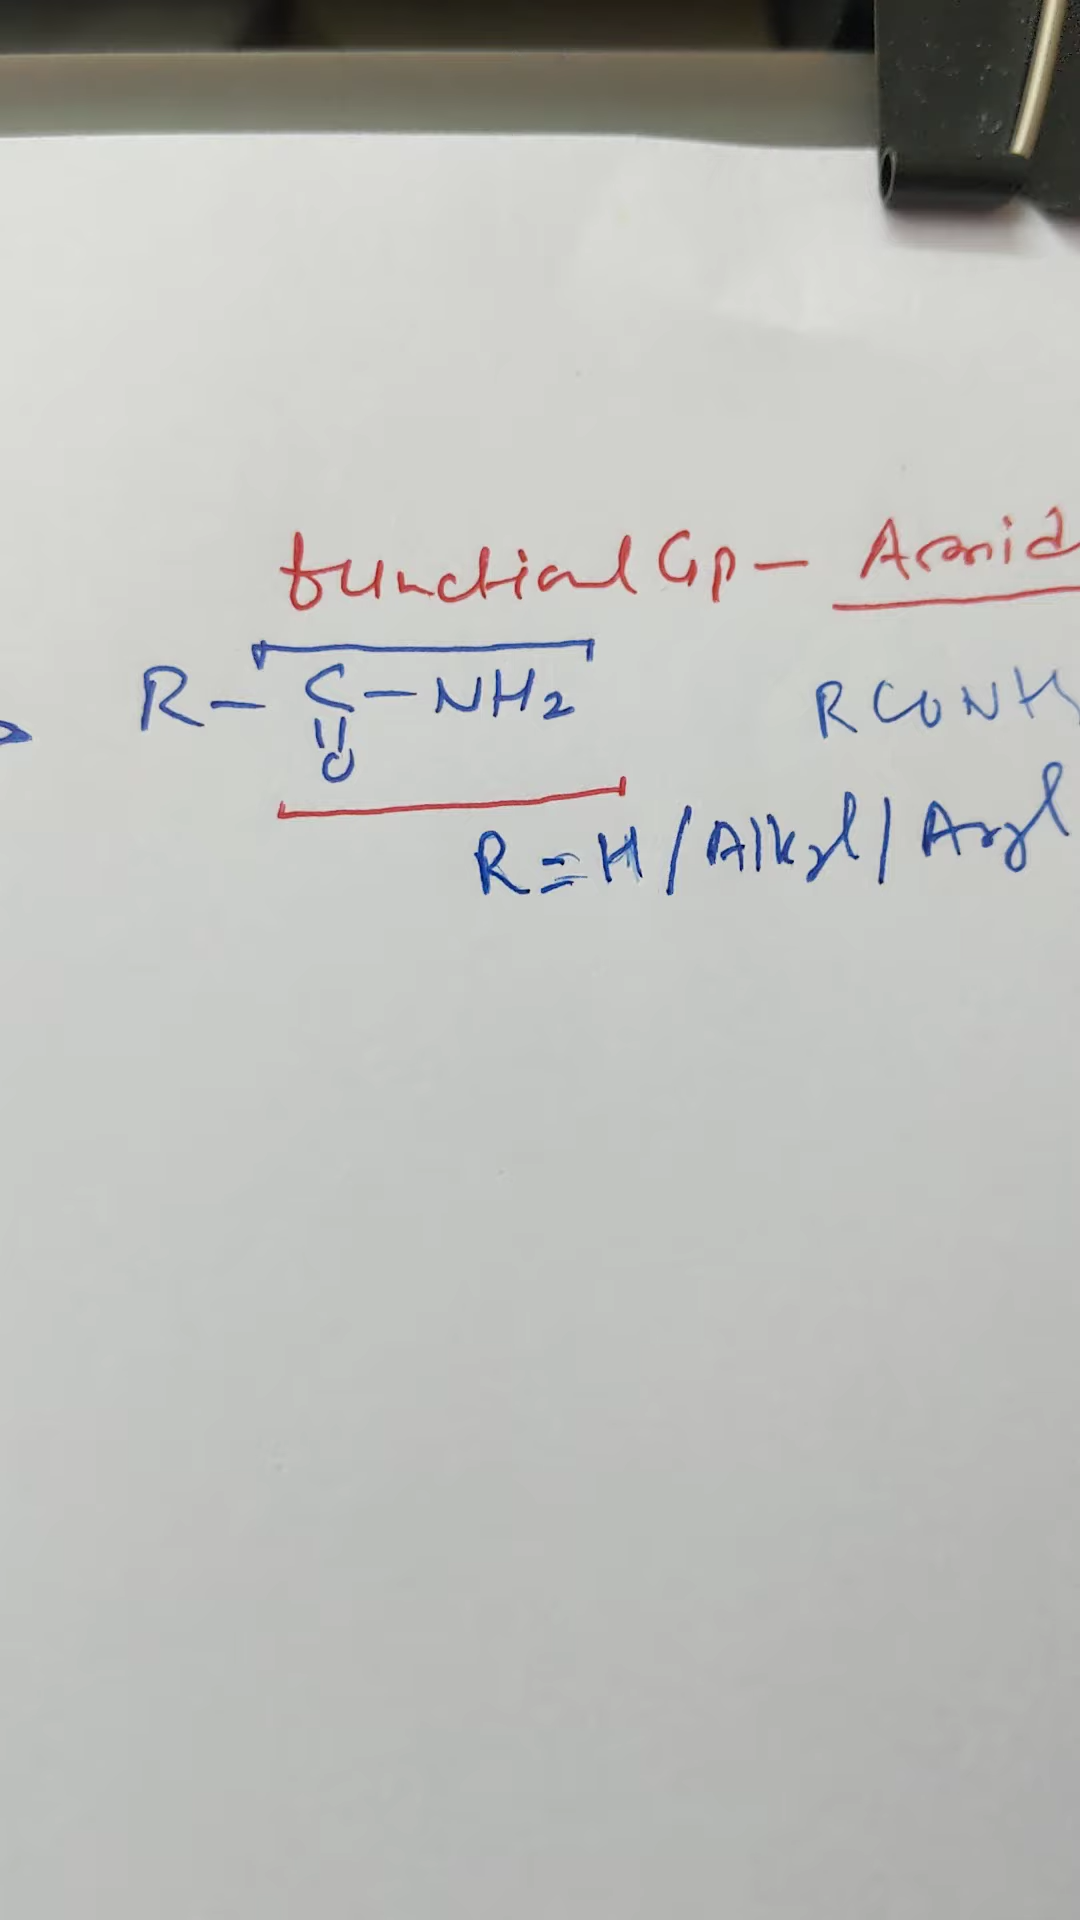 functional Gp - Amid
R - C - NH2
RCONH
||
O
R = H / Alkyl / Aryl